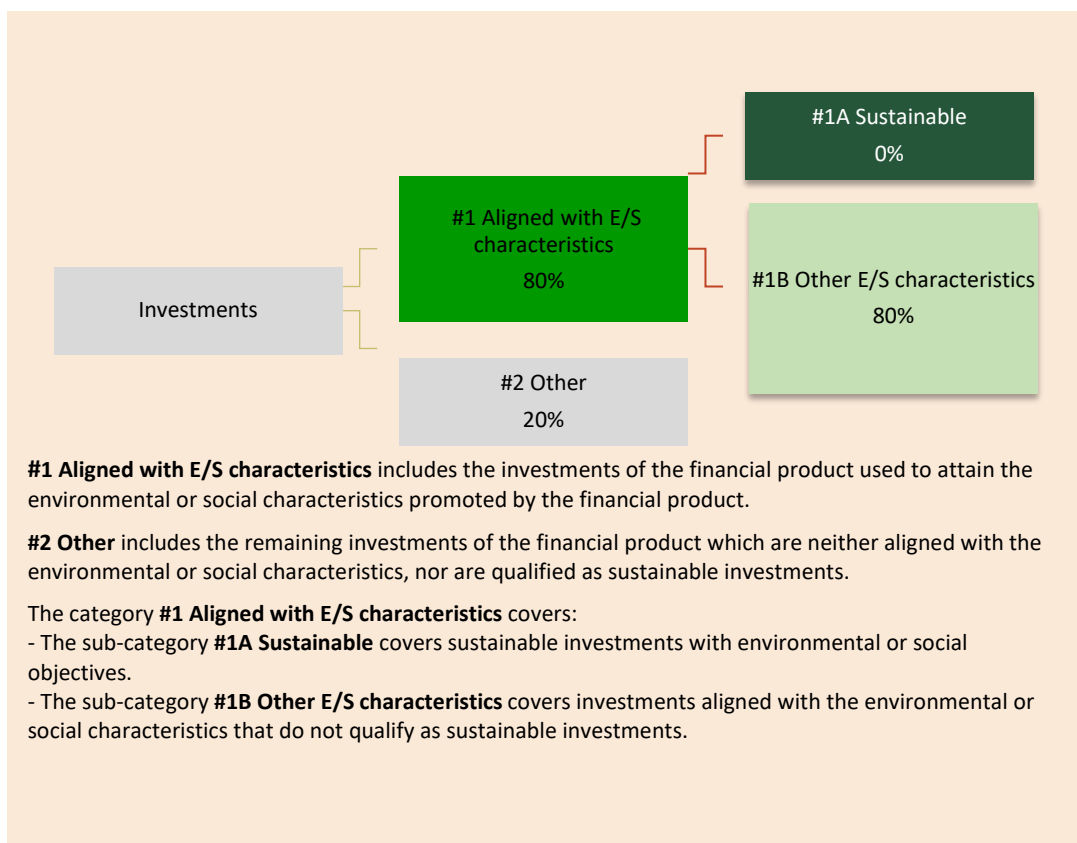 #1A Sustainable
0%
#1 Aligned with E/S
characteristics
80%
#1B Other E/S characteristics
80%
Investments
#2 Other
20%
#1 Aligned with E/S characteristics includes the investments of the financial product used to attain the
environmental or social characteristics promoted by the financial product.
#2 Other includes the remaining investments of the financial product which are neither aligned with the
environmental or social characteristics, nor are qualified as sustainable investments.
The category #1 Aligned with E/S characteristics covers:
- The sub-category #1A Sustainable covers sustainable investments with environmental or social
objectives.
- The sub-category #1B Other E/S characteristics covers investments aligned with the environmental or
social characteristics that do not qualify as sustainable investments.